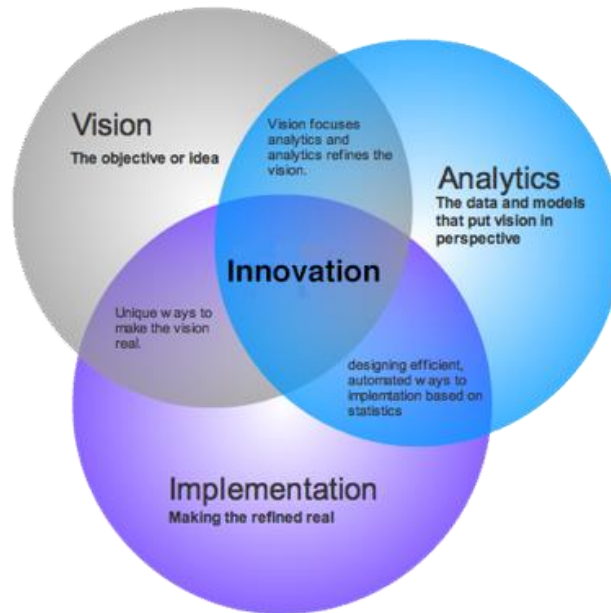 Vision
The objective or idea
Vision focuses
analytics and
analytics refines the
vision.
Analytics
The data and models
that put vision in
perspective
Innovation
Unique ways to
make the vision
real.
designing efficient,
automated ways to
implemtation based on
statistics
Implementation
Making the refined real